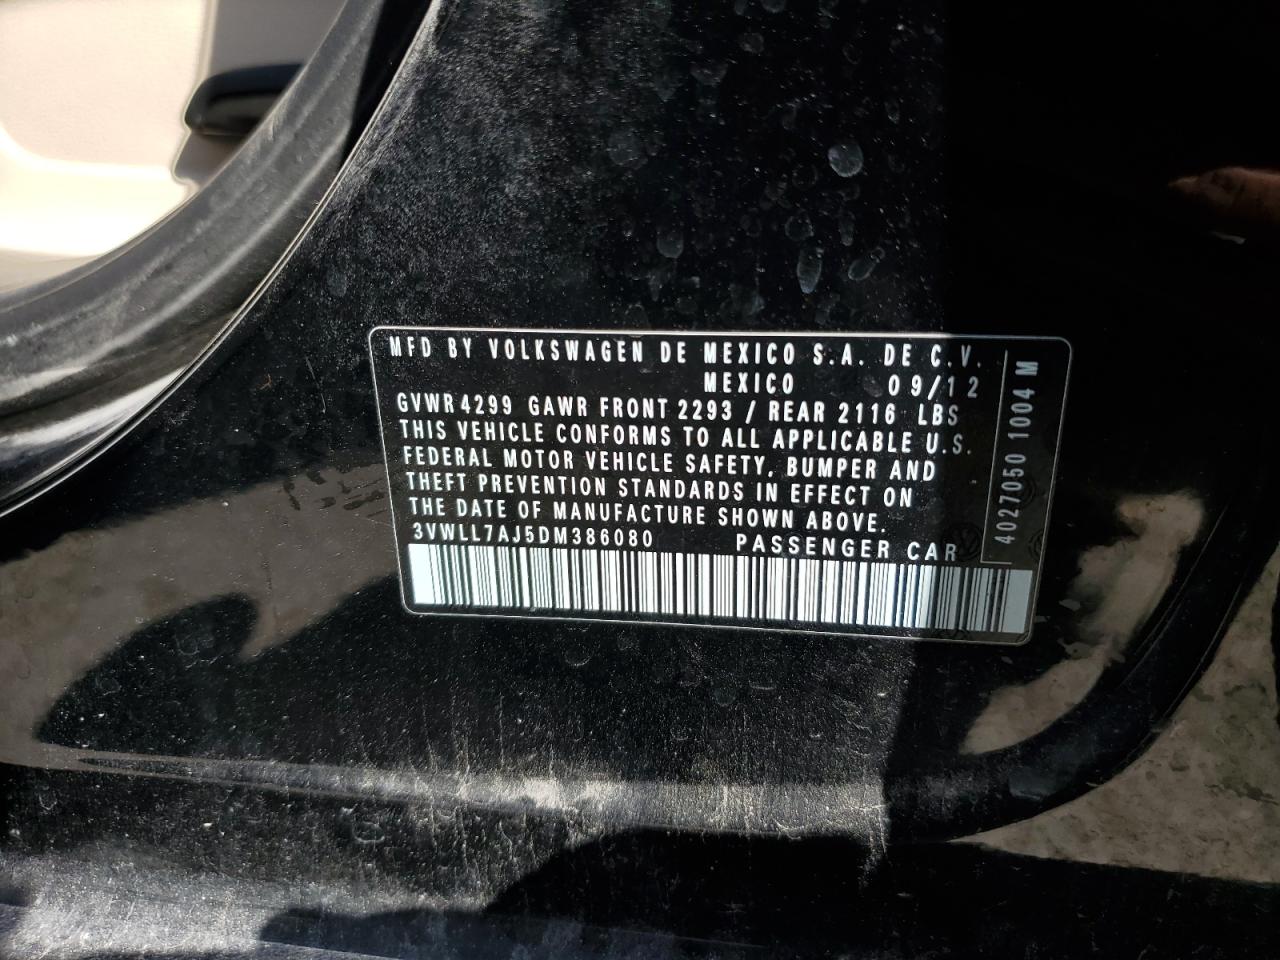 MFD BY VOLKSWAGEN DE MEXICO S.A. DE C.V.
MEXICO 09/12
GVWR 4299 GAWR FRONT 2293 / REAR 2116 LBS
THIS VEHICLE CONFORMS TO ALL APPLICABLE U.S.
FEDERAL MOTOR VEHICLE SAFETY, BUMPER AND
THEFT PREVENTION STANDARDS IN EFFECT ON
THE DATE OF MANUFACTURE SHOWN ABOVE.
3VWLL7AJ5DM386080 PASSENGER CAR
4027050 1004 M